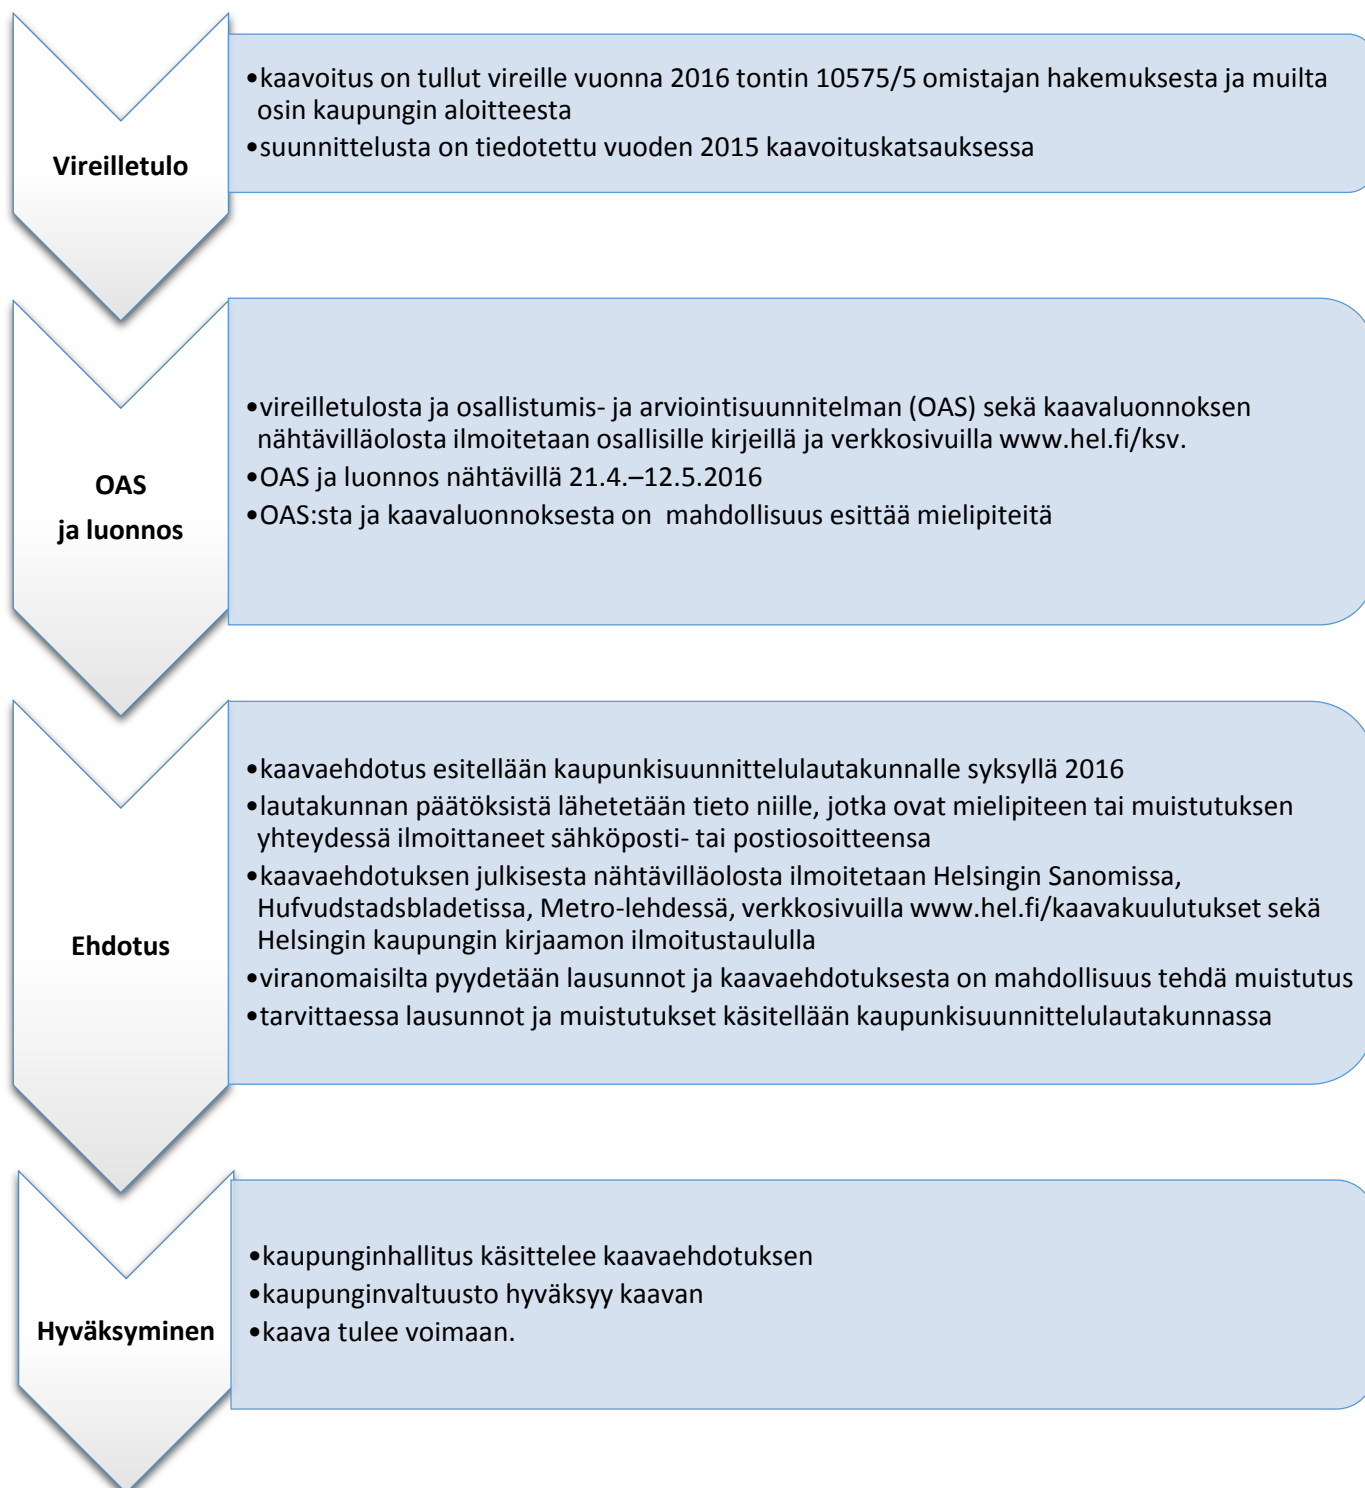 Vireilletulo
•kaavoitus on tullut vireille vuonna 2016 tontin 10575/5 omistajan hakemuksesta ja muilta
osin kaupungin aloitteesta
•suunnittelusta on tiedotettu vuoden 2015 kaavoituskatsauksessa
OAS
ja luonnos
•vireilletulosta ja osallistumis- ja arviointisuunnitelman (OAS) sekä kaavaluonnoksen
nähtävilläolosta ilmoitetaan osallisille kirjeillä ja verkkosivuilla www.hel.fi/ksv.
•OAS ja luonnos nähtävillä 21.4.–12.5.2016
•OAS:sta ja kaavaluonnoksesta on mahdollisuus esittää mielipiteitä
Ehdotus
•kaavaehdotus esitellään kaupunkisuunnittelulautakunnalle syksyllä 2016
•lautakunnan päätöksistä lähetetään tieto niille, jotka ovat mielipiteen tai muistutuksen
yhteydessä ilmoittaneet sähköposti- tai postiosoitteensa
•kaavaehdotuksen julkisesta nähtävilläolosta ilmoitetaan Helsingin Sanomissa,
Hufvudstadsbladetissa, Metro-lehdessä, verkkosivuilla www.hel.fi/kaavakuulutukset sekä
Helsingin kaupungin kirjaamon ilmoitustaululla
•viranomaisilta pyydetään lausunnot ja kaavaehdotuksesta on mahdollisuus tehdä muistutus
•tarvittaessa lausunnot ja muistutukset käsitellään kaupunkisuunnittelulautakunnassa
Hyväksyminen
•kaupunginhallitus käsittelee kaavaehdotuksen
•kaupunginvaltuusto hyväksyy kaavan
•kaava tulee voimaan.